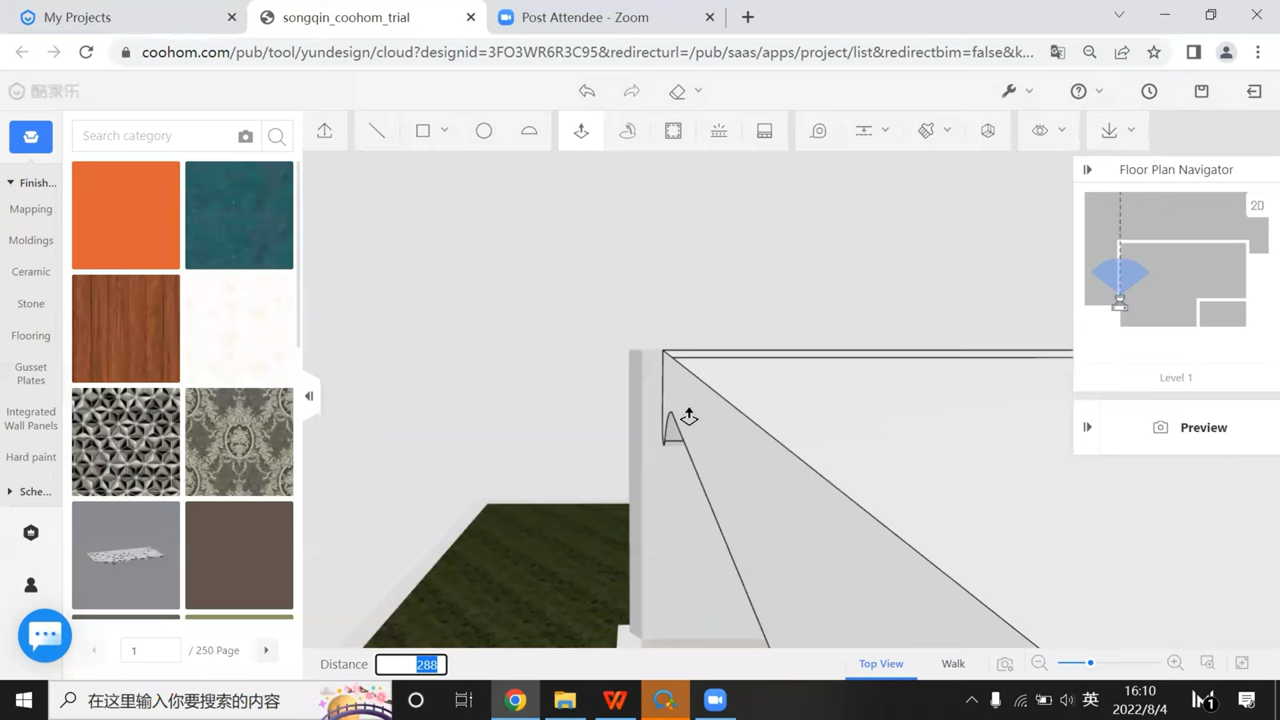 My Projects
songqin_coohom_trial
Post Attendee - Zoom
coohom.com/pub/tool/yundesign/cloud?designid=3FO3WR6R3C95&redirecturl=/pub/saas/apps/project/list&redirectbim=false&k...
酷家乐
Search category
Finish...
Mapping
Moldings
Ceramic
Stone
Flooring
Gusset
Plates
Integrated
Wall Panels
Hard paint
Sche...
1 / 250 Page
Floor Plan Navigator
2D
Level 1
Preview
Distance 288
Top View
Walk
在这里输入你要搜索的内容
英
16:10
2022/8/4
1